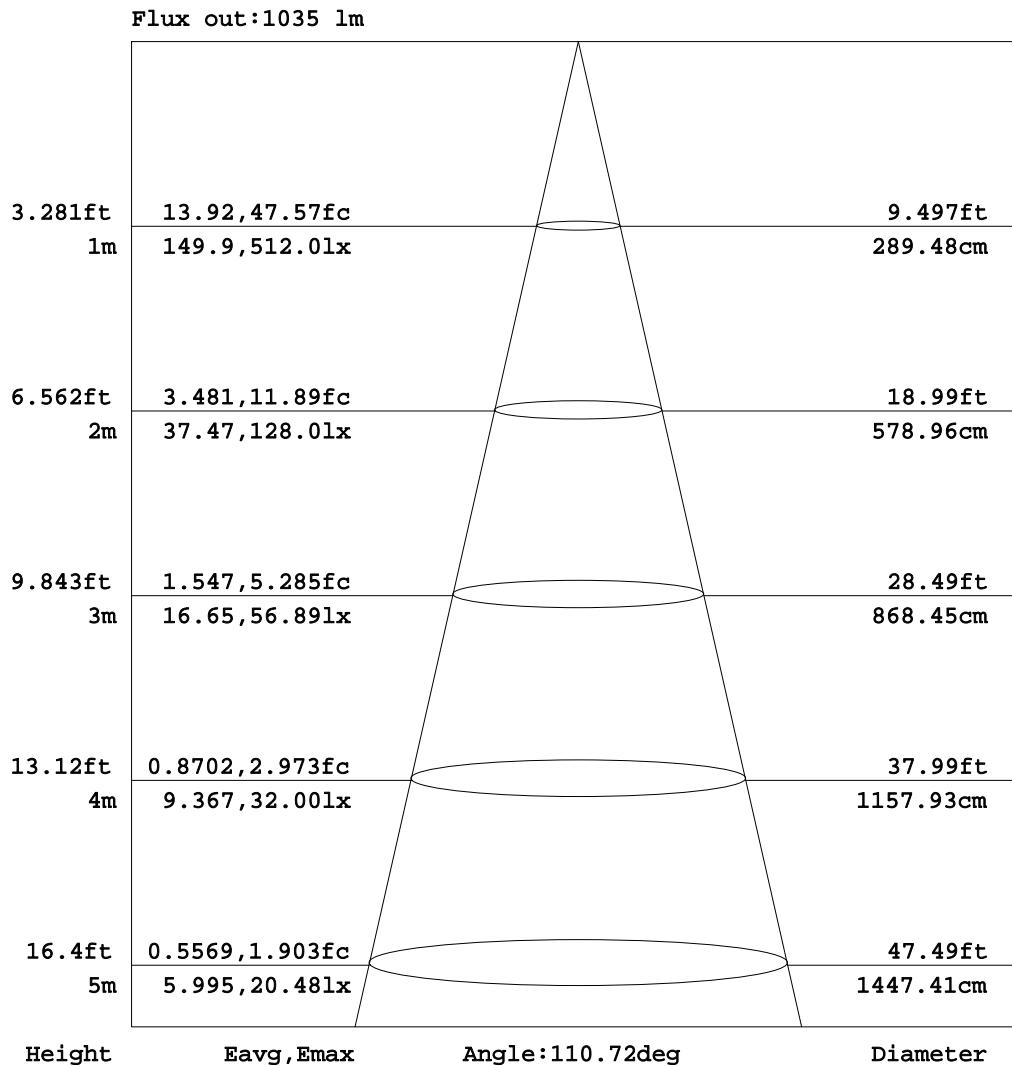 Flux out:1035 lm
3.281ft 13.92,47.57fc 9.497ft
1m 149.9,512.0lx 289.48cm
6.562ft 3.481,11.89fc 18.99ft
2m 37.47,128.0lx 578.96cm
9.843ft 1.547,5.285fc 28.49ft
3m 16.65,56.89lx 868.45cm
13.12ft 0.8702,2.973fc 37.99ft
4m 9.367,32.00lx 1157.93cm
16.4ft 0.5569,1.903fc 47.49ft
5m 5.995,20.48lx 1447.41cm
Height Eavg,Emax Angle:110.72deg Diameter